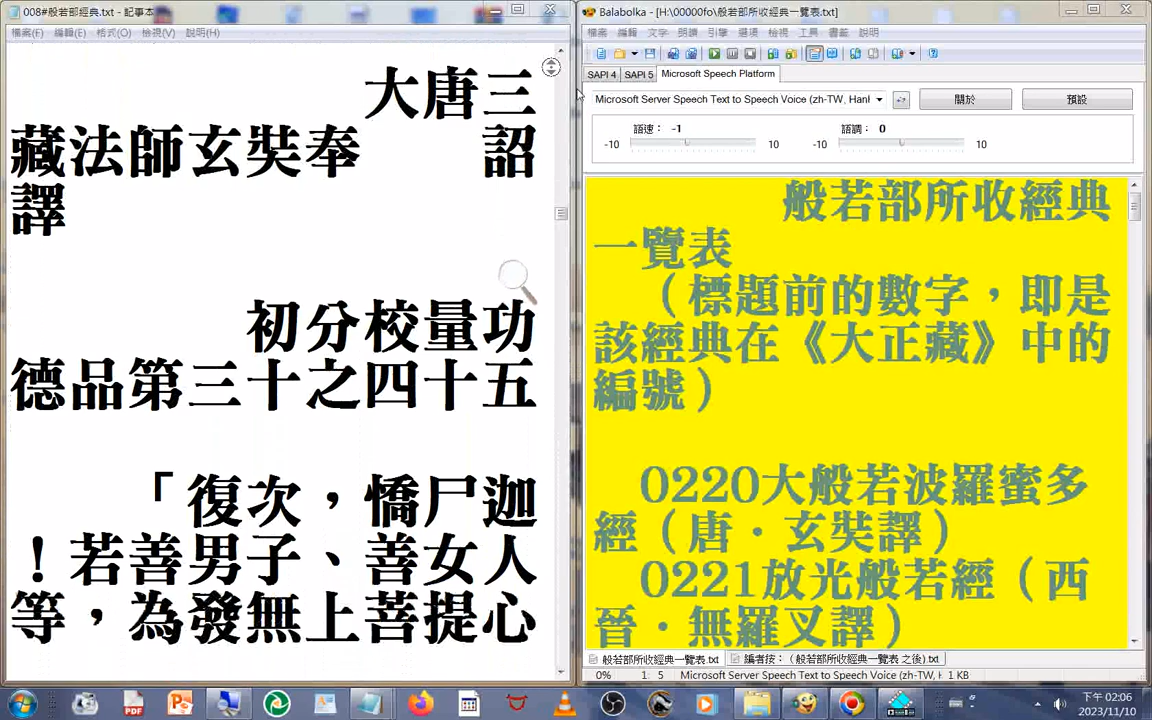 008#般若部經典.txt - 記事本
檔案(F) 編輯(E) 格式(O) 檢視(V) 說明(H)
大唐三
藏法師玄奘奉 詔
譯
初分校量功
德品第三十之四十五
「復次，憍尸迦
！若善男子、善女人
等，為發無上菩提心
Balabolka - [H:\00000fo\般若部所收經典一覽表.txt]
檔案 編輯 文字 朗讀 引擎 選項 檢視 工具 書籤 說明
SAPI 4 SAPI 5 Microsoft Speech Platform
Microsoft Server Speech Text to Speech Voice (zh-TW, Hanl
關於 預設
語速： -1 語調： 0
-10 10 -10 10
般若部所收經典
一覽表
（標題前的數字，即是
該經典在《大正藏》中的
編號）
0220大般若波羅蜜多
經（唐．玄奘譯）
0221放光般若經（西
晉．無羅叉譯）
般若部所收經典一覽表.txt 編者按：（般若部所收經典一覽表 之後).txt
0% 1: 5 Microsoft Server Speech Text to Speech Voice (zh-TW, H 1 KB
下午 02:06
2023/11/10